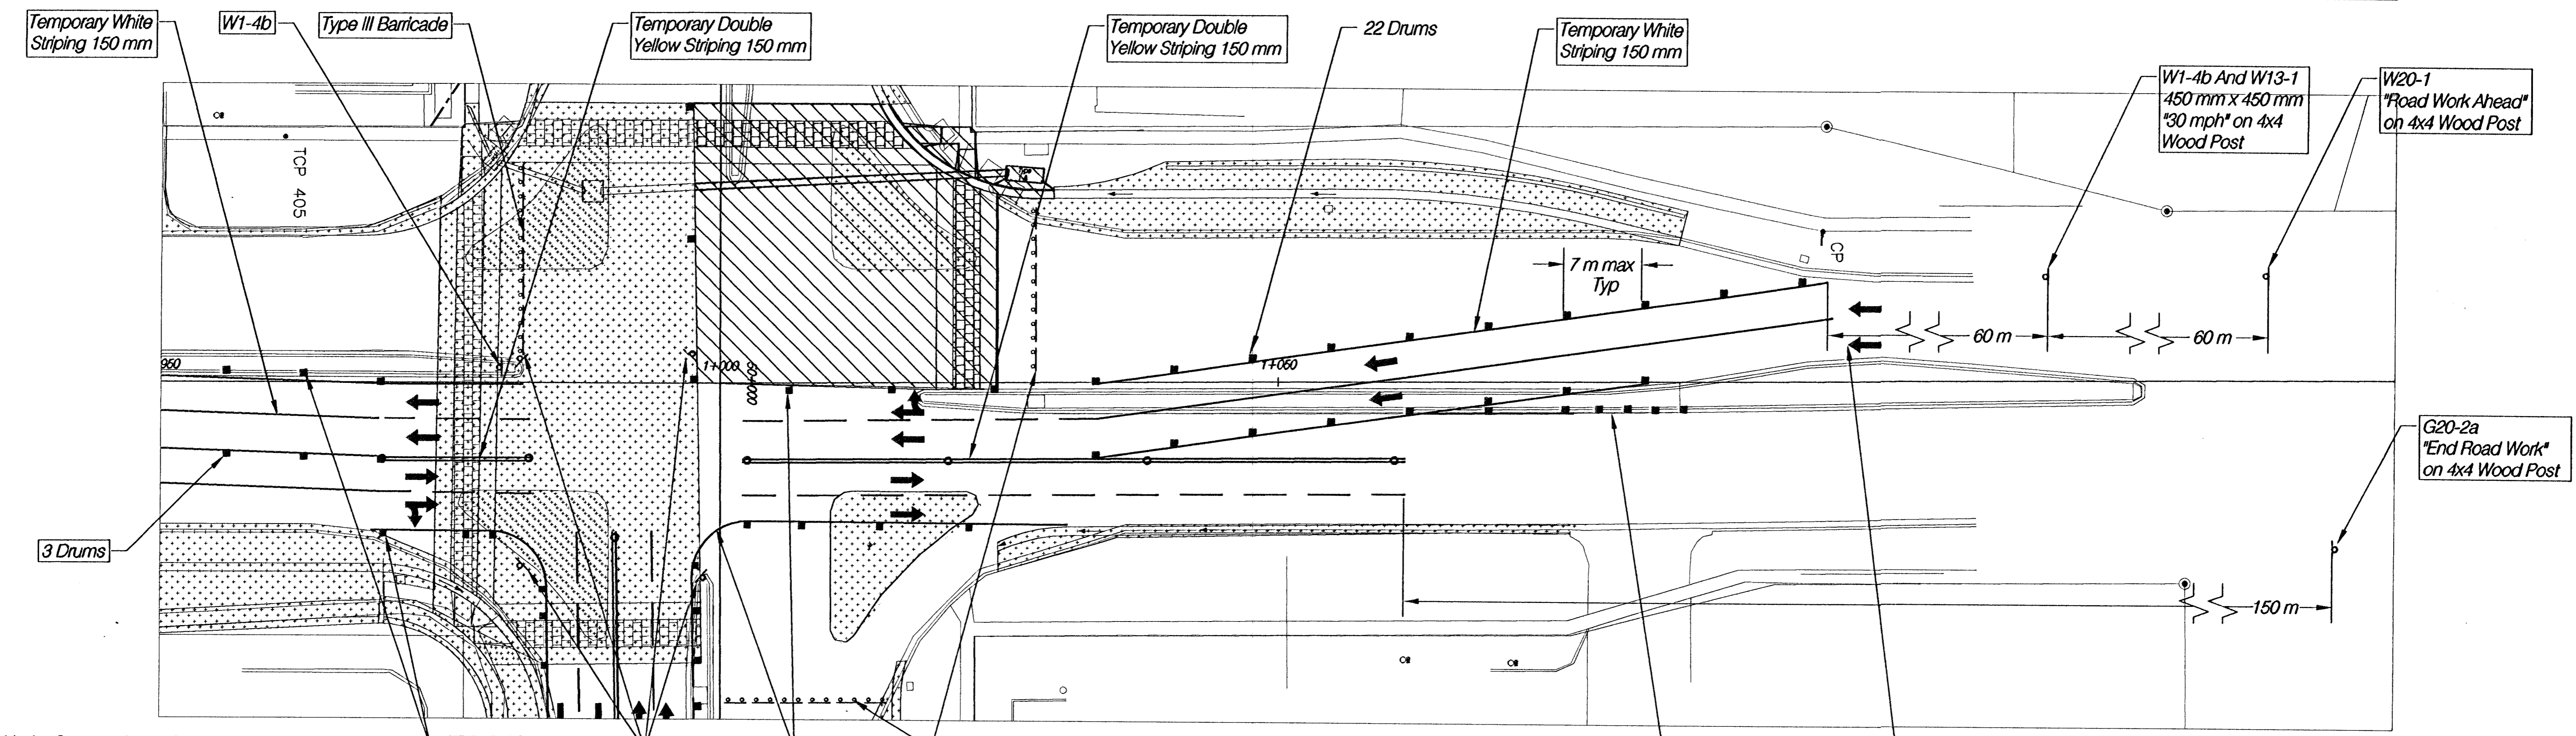 Temporary White
Striping 150 mm
W1-4b
Type III Barricade
Temporary Double
Yellow Striping 150 mm
Temporary Double
Yellow Striping 150 mm
22 Drums
Temporary White
Striping 150 mm
W1-4b And W13-1
450 mm x 450 mm
"30 mph" on 4x4
Wood Post
W20-1
"Road Work Ahead"
on 4x4 Wood Post
TCP 405
CP
7 m max
Typ
60 m
60 m
950
1+000
60+000
1+050
G20-2a
"End Road Work"
on 4x4 Wood Post
3 Drums
150 m